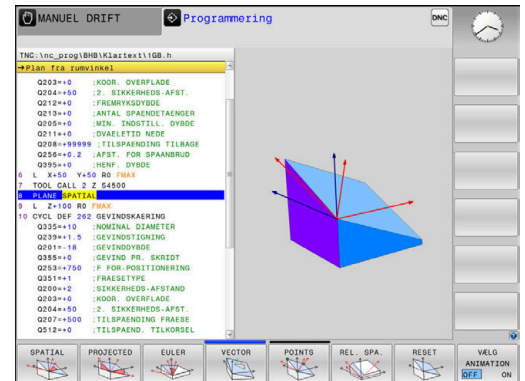 MANUEL DRIFT
Programmering
DNC
TNC:\nc_prog\BHB\Klartext\1GB.h
→Plan fra rumvinkel
Q203=+0 ;KOOR. OVERFLADE
Q204=+50 ;2. SIKKERHEDS-AFST.
Q212=+0 ;FREMRYKSDYBDE
Q213=+0 ;ANTAL SPAENDETAENGER
Q205=+0 ;MIN. INDSTILL. DYBDE
Q211=+0 ;DVAELETID NEDE
Q208=+99999 ;TILSPAENDING TILBAGE
Q256=+0.2 ;AFST. FOR SPAANBRUD
Q395=+0 ;HENF. DYBDE
6 L X+50 Y+50 R0 FMAX
7 TOOL CALL 2 Z S4500
8 PLANE SPATIAL
9 L Z+100 R0 FMAX
10 CYCL DEF 262 GEVINDSKAERING
Q335=+10 ;NOMINAL DIAMETER
Q239=+1.5 ;GEVINDSTIGNING
Q201=-18 ;GEVINDDYBDE
Q355=+0 ;GEVIND PR. SKRIDT
Q253=+750 ;F FOR-POSITIONERING
Q351=+1 ;FRAESETYPE
Q200=+2 ;SIKKERHEDS-AFSTAND
Q203=+0 ;KOOR. OVERFLADE
Q204=+50 ;2. SIKKERHEDS-AFST.
Q207=+500 ;TILSPAENDING FRAESE
Q512=+0 ;TILSPAEND. TILKORSEL
SPATIAL
PROJECTED
EULER
VECTOR
POINTS
REL. SPA.
RESET
VÆLG
ANIMATION
OFF ON